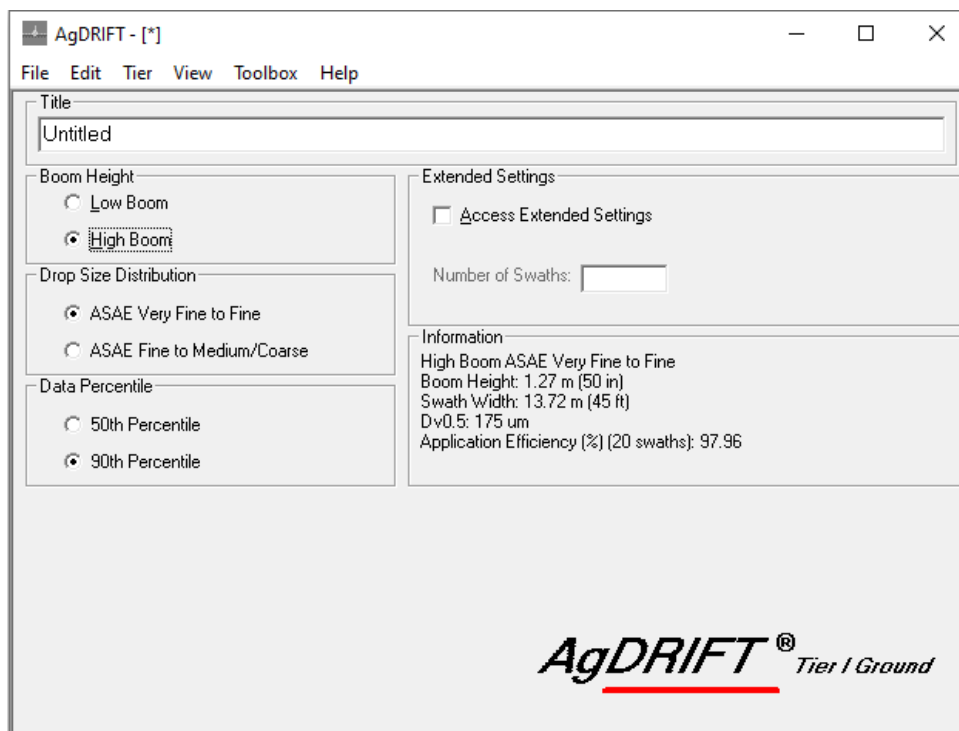 AgDRIFT - [*]
File Edit Tier View Toolbox Help
Title
Untitled
Boom Height
Low Boom
High Boom
Drop Size Distribution
ASAE Very Fine to Fine
ASAE Fine to Medium/Coarse
Data Percentile
50th Percentile
90th Percentile
Extended Settings
Access Extended Settings
Number of Swaths:
Information
High Boom ASAE Very Fine to Fine
Boom Height: 1.27 m (50 in)
Swath Width: 13.72 m (45 ft)
Dv0.5: 175 um
Application Efficiency (%) (20 swaths): 97.96
AgDRIFT ® Tier I Ground